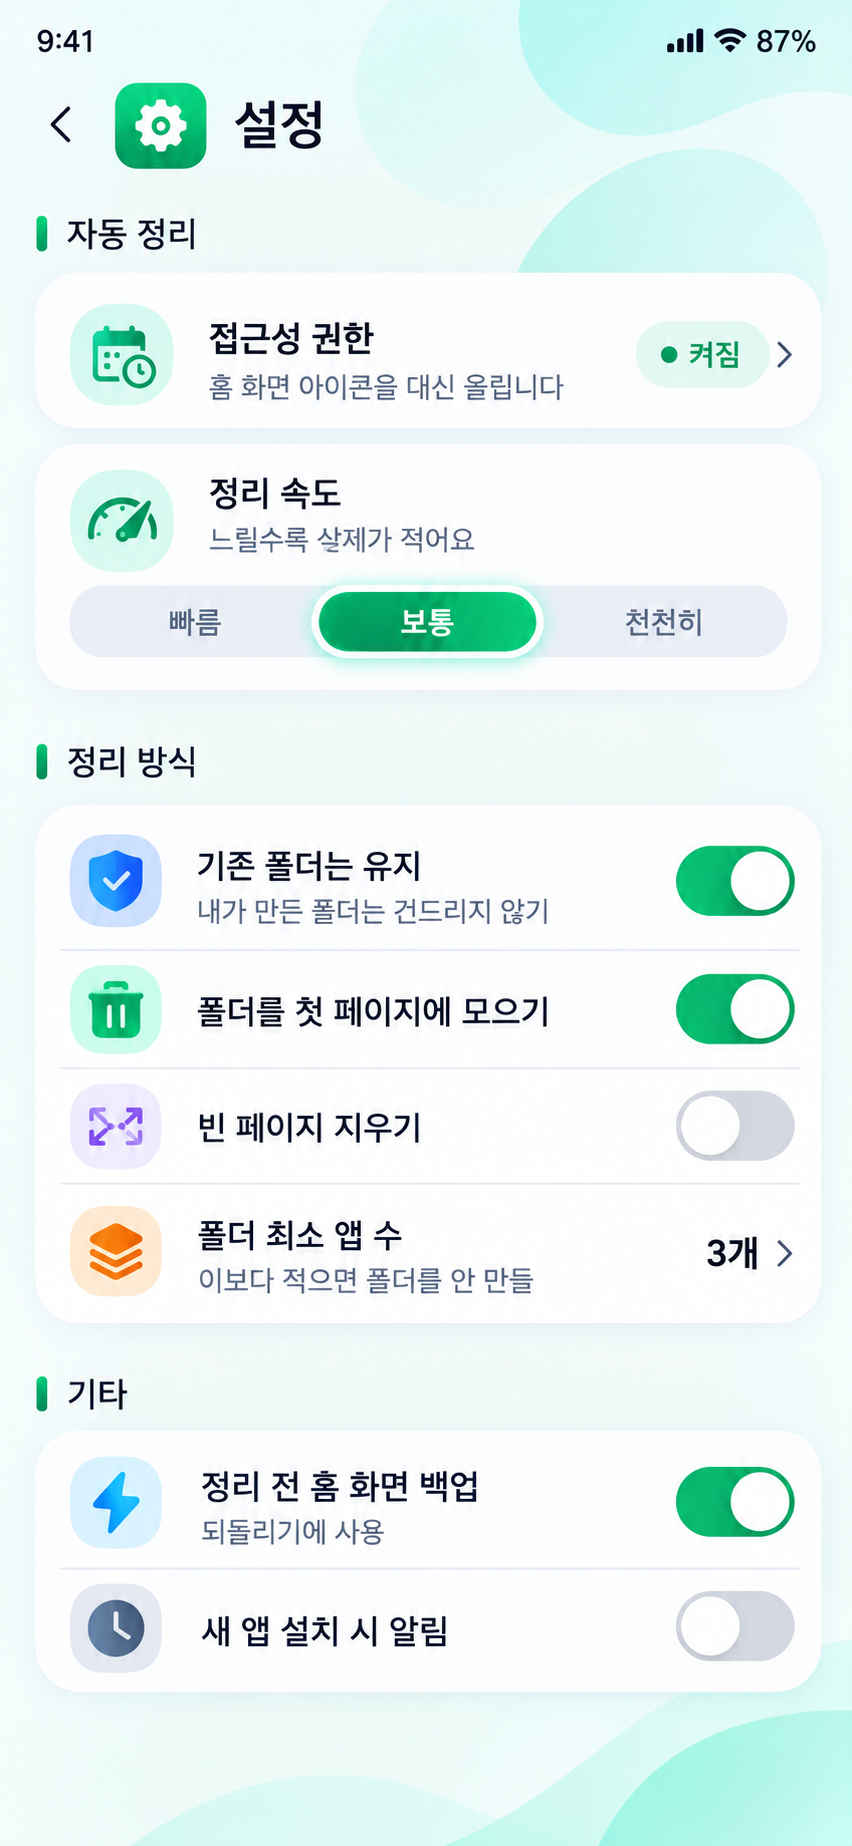 9:41
87%
설정
자동 정리
접근성 권한
홈 화면 아이콘을 대신 올립니다
켜짐
정리 속도
느릴수록 살제가 적어요
빠름
보통
천천히
정리 방식
기존 폴더는 유지
내가 만든 폴더는 건드리지 않기
폴더를 첫 페이지에 모으기
빈 페이지 지우기
폴더 최소 앱 수
이보다 적으면 폴더를 안 만들
3개
기타
정리 전 홈 화면 백업
되돌리기에 사용
새 앱 설치 시 알림